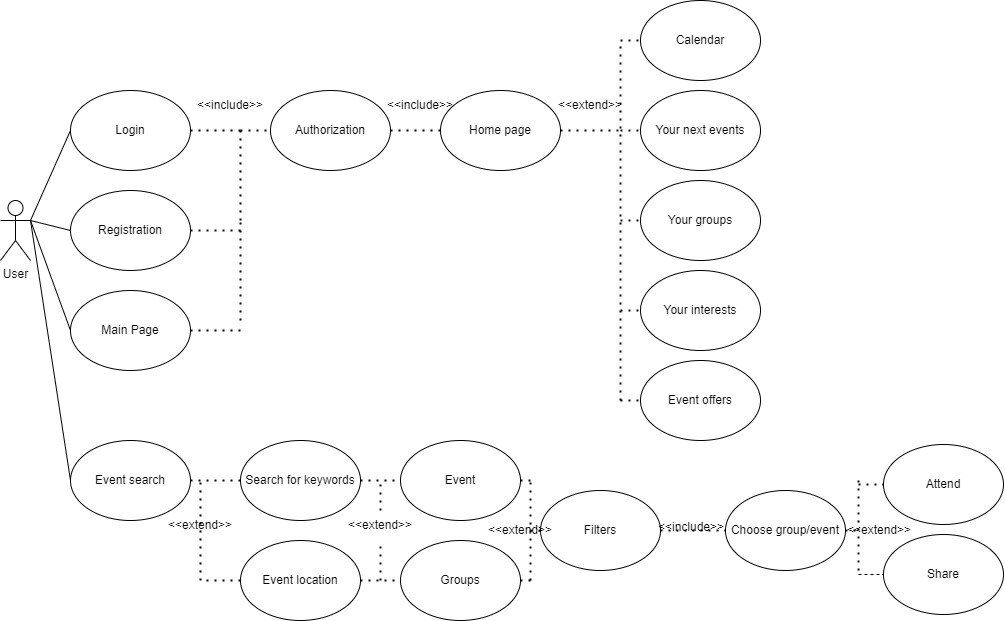 Calendar
<<include>>
<<include>>
<<extend>>
Login
Authorization
Home page
Your next events
Your groups
Registration
User
Your interests
Main Page
Event offers
Event search
Search for keywords
Event
Attend
<<extend>>
<<extend>>
<<extend>>
Filters
<<include>>
Choose group/event
<<extend>>
Event location
Groups
Share